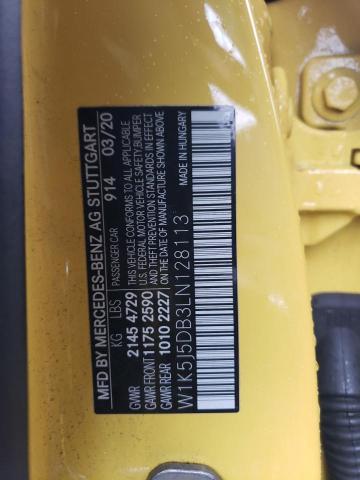 MFD BY MERCEDES-BENZ AG STUTTGART
PASSENGER CAR 914 03/20
KG LBS
GVWR 2145 4729
GAWR FRONT 1175 2590
GAWR REAR 1010 2227
THIS VEHICLE CONFORMS TO ALL APPLICABLE
FEDERAL MOTOR VEHICLE SAFETY, BUMPER
AND THEFT PREVENTION STANDARDS IN EFFECT
ON THE DATE OF MANUFACTURE
MADE IN HUNGARY
W1K5J5DB3LN128113